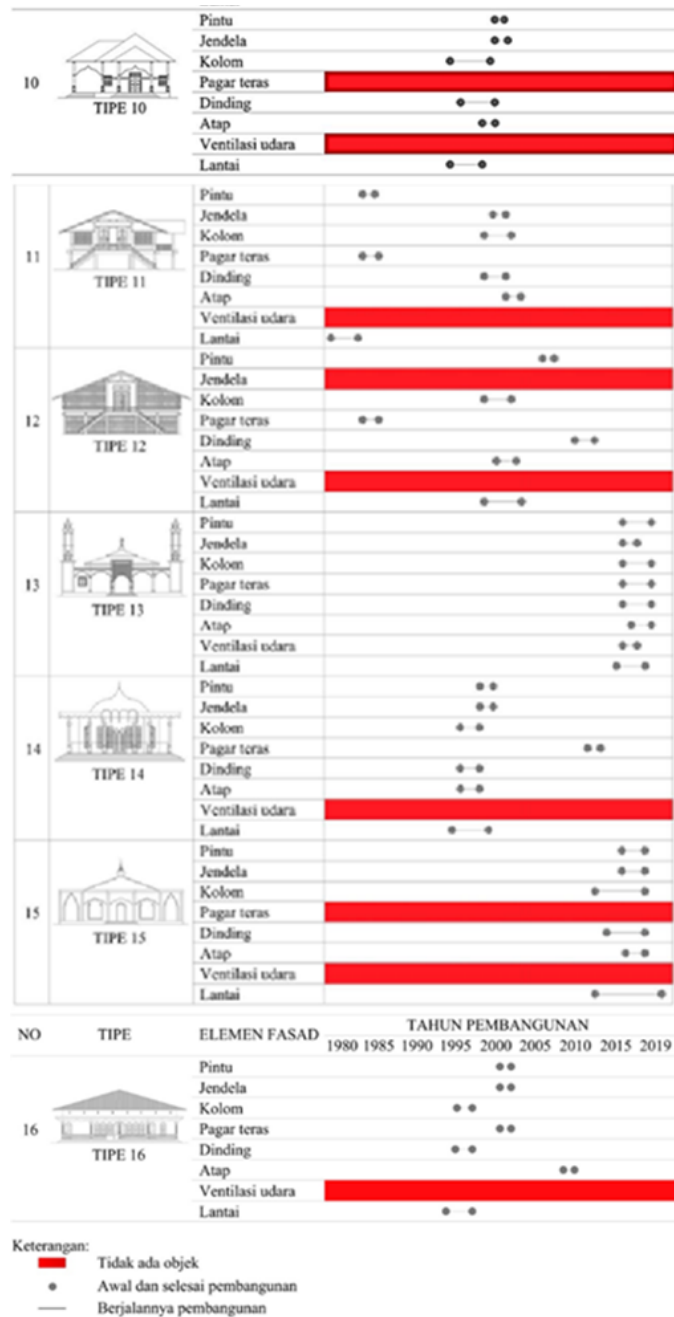 Pintu
Jendela
Kolom
10
Pagar teras
TIPE 10
Dinding
Atap
Ventilasi udara
Lantai
Pintu
Jendela
Kolom
11
Pagar teras
TIPE 11
Dinding
Atap
Ventilasi udara
Lantai
Pintu
Jendela
Kolom
12
Pagar teras
TIPE 12
Dinding
Atap
Ventilasi udara
Lantai
Pintu
Jendela
Kolom
13
Pagar teras
TIPE 13
Dinding
Atap
Ventilasi udara
Lantai
Pintu
Jendela
Kolom
14
Pagar teras
TIPE 14
Dinding
Atap
Ventilasi udara
Lantai
Pintu
Jendela
Kolom
15
Pagar teras
TIPE 15
Dinding
Atap
Ventilasi udara
Lantai
NO TIPE ELEMEN FASAD TAHUN PEMBANGUNAN
1980 1985 1990 1995 2000 2005 2010 2015 2019
Pintu
Jendela
Kolom
16
Pagar teras
TIPE 16
Dinding
Atap
Ventilasi udara
Lantai
Keterangan:
Tidak ada objek
Awal dan selesai pembangunan
Berjalannya pembangunan